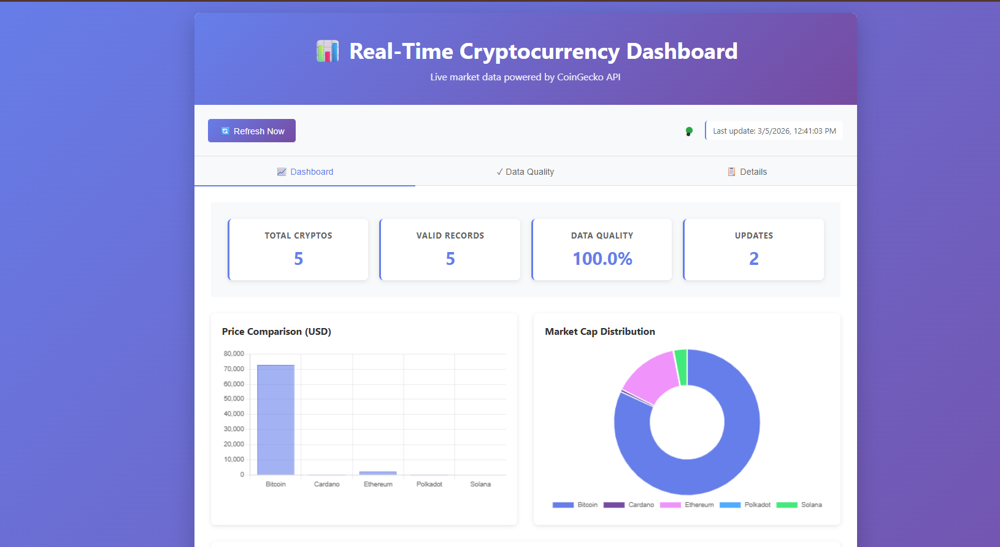 Real-Time Cryptocurrency Dashboard
Live market data powered by CoinGecko API
Refresh Now
Last update: 3/5/2026, 12:41:03 PM
Dashboard
✓ Data Quality
Details
TOTAL CRYPTOS
5
VALID RECORDS
5
DATA QUALITY
100.0%
UPDATES
2
Price Comparison (USD)
80,000
70,000
60,000
50,000
40,000
30,000
20,000
10,000
0
Bitcoin Cardano Ethereum Polkadot Solana
Market Cap Distribution
Bitcoin Cardano Ethereum Polkadot Solana